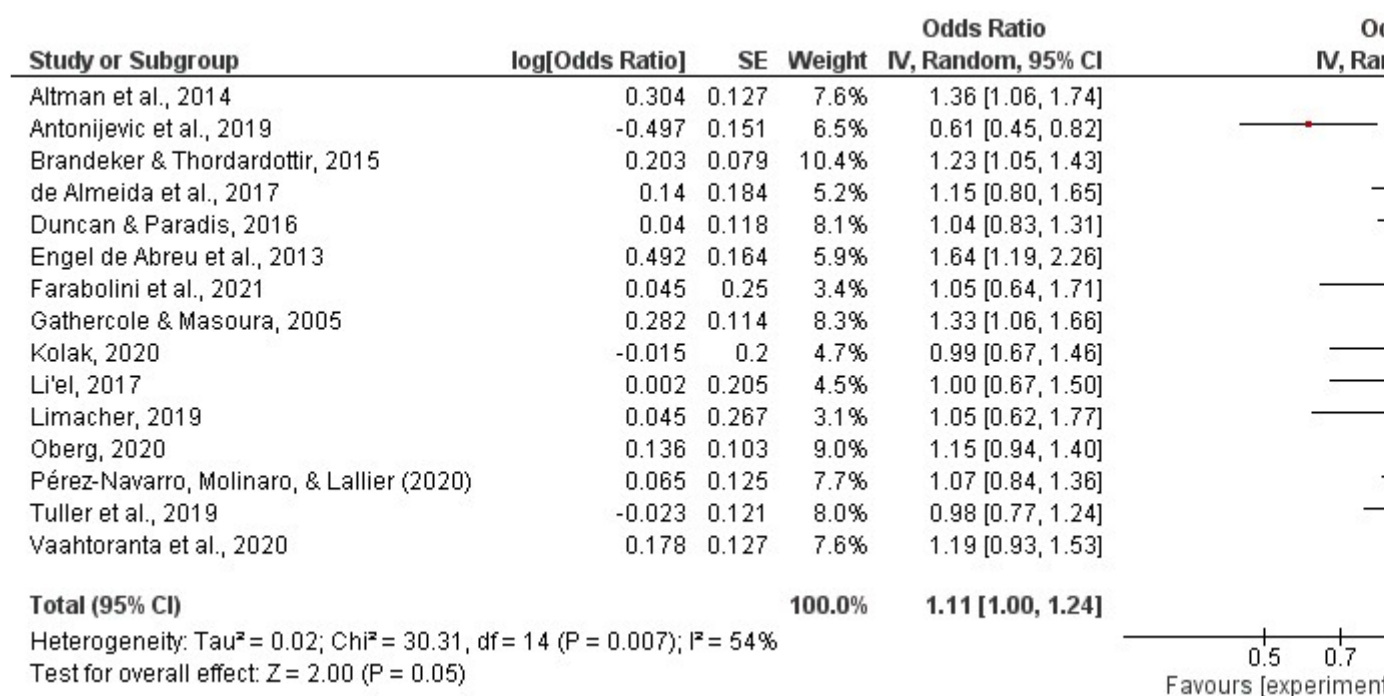 Odds Ratio Od
Study or Subgroup log[Odds Ratio] SE Weight IV, Random, 95% CI IV, Rar
Altman et al., 2014 0.304 0.127 7.6% 1.36 [1.06, 1.74]
Antonijevic et al., 2019 -0.497 0.151 6.5% 0.61 [0.45, 0.82]
Brandeker & Thordardottir, 2015 0.203 0.079 10.4% 1.23 [1.05, 1.43]
de Almeida et al., 2017 0.14 0.184 5.2% 1.15 [0.80, 1.65]
Duncan & Paradis, 2016 0.04 0.118 8.1% 1.04 [0.83, 1.31]
Engel de Abreu et al., 2013 0.492 0.164 5.9% 1.64 [1.19, 2.26]
Farabolini et al., 2021 0.045 0.25 3.4% 1.05 [0.64, 1.71]
Gathercole & Masoura, 2005 0.282 0.114 8.3% 1.33 [1.06, 1.66]
Kolak, 2020 -0.015 0.2 4.7% 0.99 [0.67, 1.46]
Li'el, 2017 0.002 0.205 4.5% 1.00 [0.67, 1.50]
Limacher, 2019 0.045 0.267 3.1% 1.05 [0.62, 1.77]
Oberg, 2020 0.136 0.103 9.0% 1.15 [0.94, 1.40]
Pérez-Navarro, Molinaro, & Lallier (2020) 0.065 0.125 7.7% 1.07 [0.84, 1.36]
Tuller et al., 2019 -0.023 0.121 8.0% 0.98 [0.77, 1.24]
Vaahtoranta et al., 2020 0.178 0.127 7.6% 1.19 [0.93, 1.53]
Total (95% CI) 100.0% 1.11 [1.00, 1.24]
Heterogeneity: Tau² = 0.02; Chi² = 30.31, df = 14 (P = 0.007); I² = 54%
0.5 0.7
Test for overall effect: Z = 2.00 (P = 0.05)
Favours [experiment